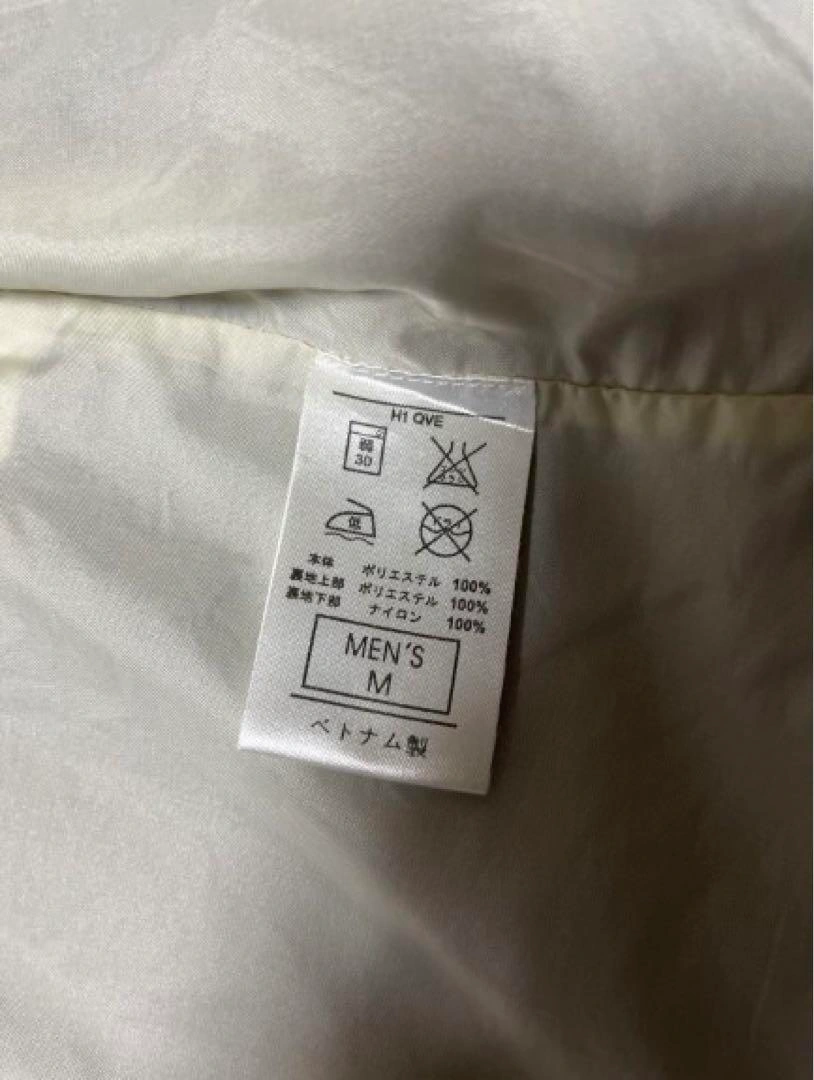 H1 QVE
弱
30
低
本体 ポリエステル 100%
裏地上部 ポリエステル 100%
裏地下部 ナイロン 100%
MEN'S
M
ベトナム製